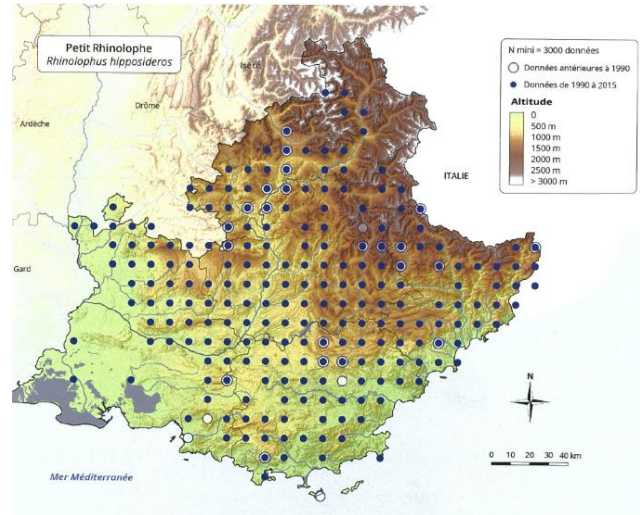 Petit Rhinolophe
Rhinolophus hipposideros
N mini = 3000 données
Données antérieures à 1990
Données de 1990 à 2015
Altitude
0
500 m
1000 m
1500 m
2000 m
2500 m
> 3000 m
Isère
Drôme
Ardèche
ITALIE
Gard
N
0 10 20 30 40 km
Mer Méditerranée